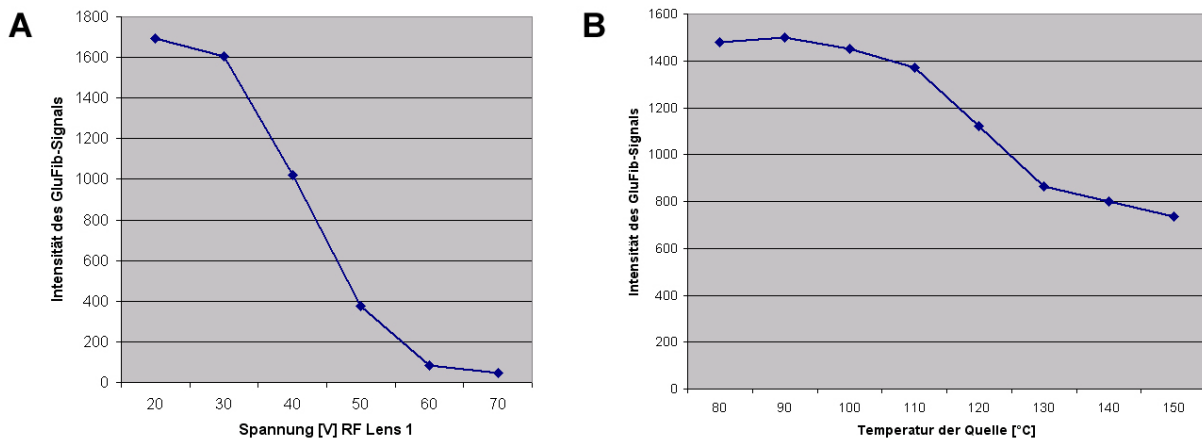 A
Intensität des GluFib-Signals
1800
1600
1400
1200
1000
800
600
400
200
0
20 30 40 50 60 70
Spannung [V] RF Lens 1
B
Intensität des GluFib-Signals
1600
1400
1200
1000
800
600
400
200
0
80 90 100 110 120 130 140 150
Temperatur der Quelle [°C]